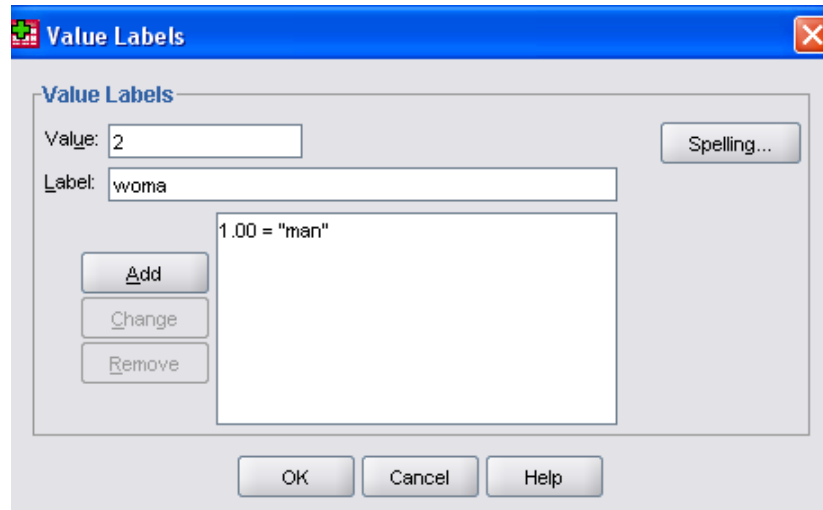 Value Labels
Value Labels
Value: 2
Spelling...
Label: woma
1.00 = "man"
Add
Change
Remove
OK Cancel Help